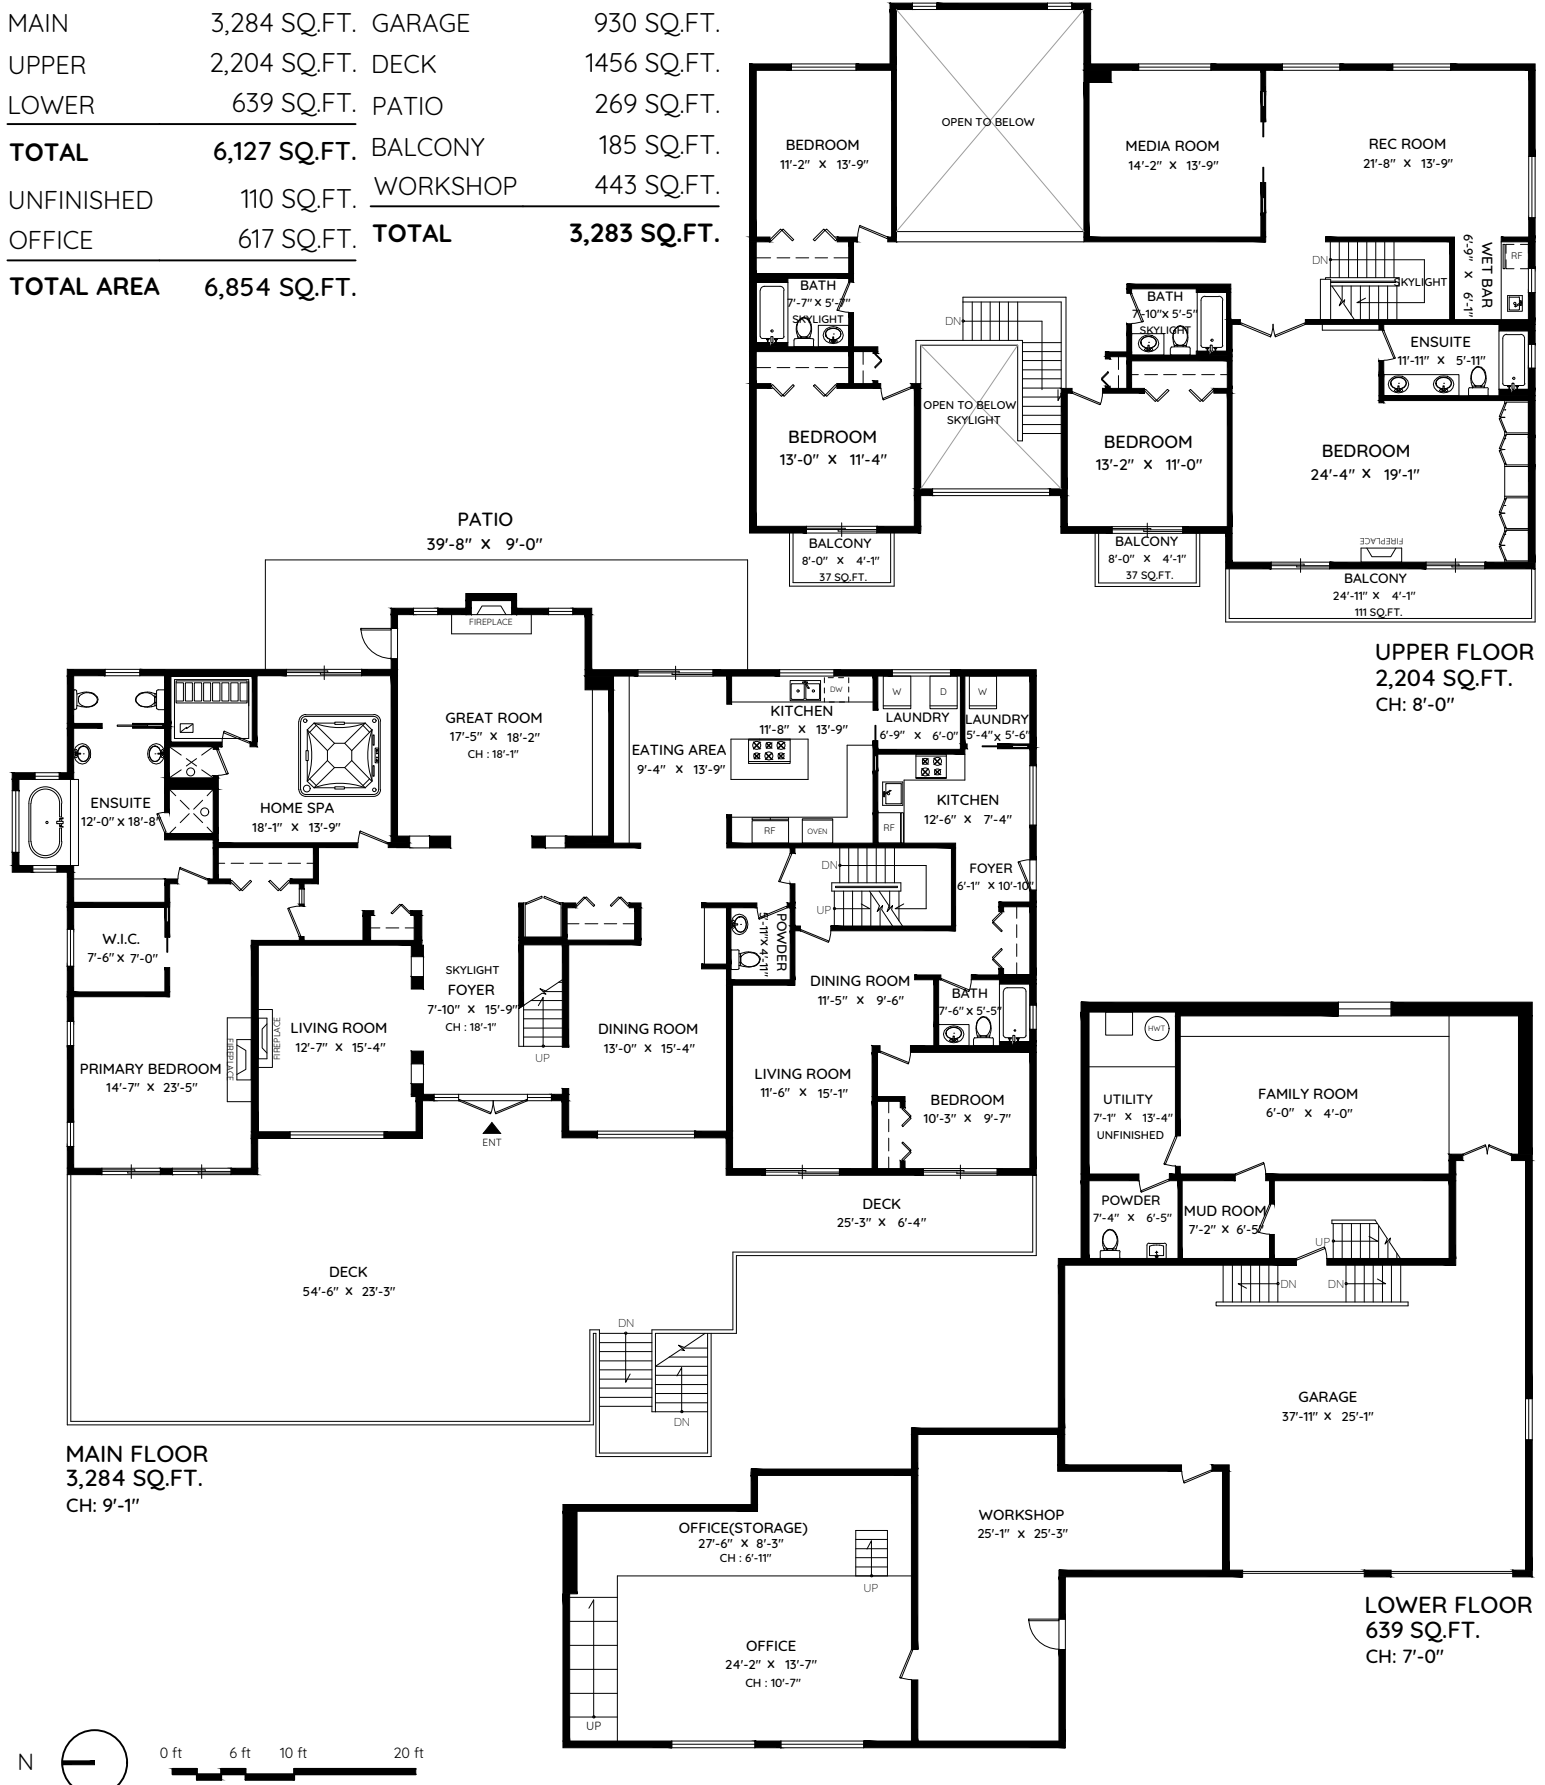 MAIN 3,284 SQ.FT.
UPPER 2,204 SQ.FT.
LOWER 639 SQ.FT.
TOTAL 6,127 SQ.FT.
UNFINISHED 110 SQ.FT.
OFFICE 617 SQ.FT.
TOTAL AREA 6,854 SQ.FT.
GARAGE 930 SQ.FT.
DECK 1456 SQ.FT.
PATIO 269 SQ.FT.
BALCONY 185 SQ.FT.
WORKSHOP 443 SQ.FT.
TOTAL 3,283 SQ.FT.
BEDROOM
11'-2" X 13'-9"
OPEN TO BELOW
MEDIA ROOM
14'-2" X 13'-9"
REC ROOM
21'-8" X 13'-9"
BATH
7'-7" X 5'-7"
SKYLIGHT
DN
BATH
7'-10" X 5'-5"
SKYLIGHT
DN
SKYLIGHT
WET BAR
6'-9" X 6'-1"
RF
ENSUITE
11'-11" X 5'-11"
OPEN TO BELOW
SKYLIGHT
BEDROOM
13'-0" X 11'-4"
BEDROOM
13'-2" X 11'-0"
BEDROOM
24'-4" X 19'-1"
FIREPLACE
BALCONY
8'-0" X 4'-1"
37 SQ.FT.
BALCONY
8'-0" X 4'-1"
37 SQ.FT.
BALCONY
24'-11" X 4'-1"
111 SQ.FT.
UPPER FLOOR
2,204 SQ.FT.
CH: 8'-0"
PATIO
39'-8" X 9'-0"
FIREPLACE
GREAT ROOM
17'-5" X 18'-2"
CH : 18'-1"
EATING AREA
9'-4" X 13'-9"
DW
KITCHEN
11'-8" X 13'-9"
RF
OVEN
W
D
LAUNDRY
6'-9" X 6'-0"
W
LAUNDRY
5'-4" X 5'-6"
KITCHEN
12'-6" X 7'-4"
RF
FOYER
6'-1" X 10'-10"
ENSUITE
12'-0" X 18'-8"
HOME SPA
18'-1" X 13'-9"
W.I.C.
7'-6" X 7'-0"
DN
UP
POWDER
SKYLIGHT
FOYER
7'-10" X 15'-9"
CH : 18'-1"
UP
LIVING ROOM
12'-7" X 15'-4"
FIREPLACE
FIREPLACE
PRIMARY BEDROOM
14'-7" X 23'-5"
DINING ROOM
13'-0" X 15'-4"
DINING ROOM
11'-5" X 9'-6"
BATH
7'-6" X 5'-5"
LIVING ROOM
11'-6" X 15'-1"
BEDROOM
10'-3" X 9'-7"
ENT
DECK
25'-3" X 6'-4"
DECK
54'-6" X 23'-3"
DN
DN
MAIN FLOOR
3,284 SQ.FT.
CH: 9'-1"
HWT
UTILITY
7'-1" X 13'-4"
UNFINISHED
FAMILY ROOM
6'-0" X 4'-0"
POWDER
7'-4" X 6'-5"
MUD ROOM
7'-2" X 6'-5"
UP
DN
DN
GARAGE
37'-11" X 25'-1"
WORKSHOP
25'-1" X 25'-3"
OFFICE(STORAGE)
27'-6" X 8'-3"
CH : 6'-11"
UP
OFFICE
24'-2" X 13'-7"
CH : 10'-7"
UP
LOWER FLOOR
639 SQ.FT.
CH: 7'-0"
N
0 ft 6 ft 10 ft 20 ft